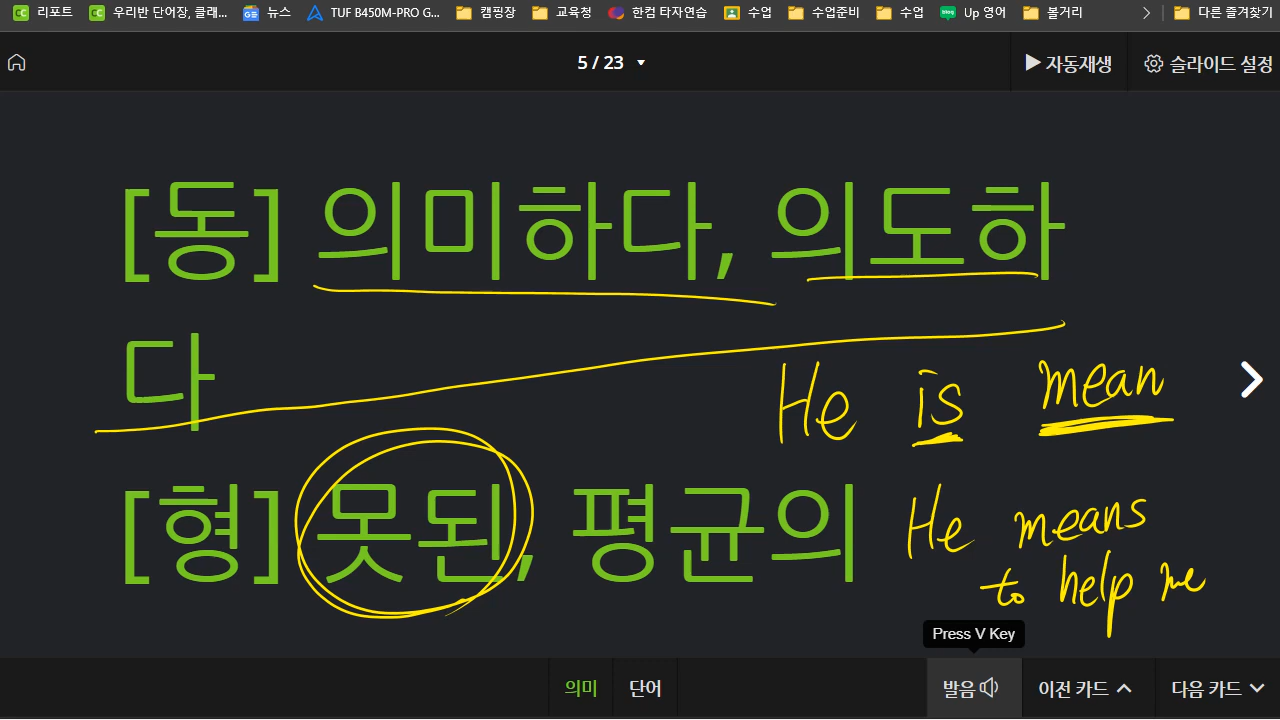 리포트 우리반 단어장, 클래... 뉴스 TUF B450M-PRO G... 캠핑장 교육청 한컴 타자연습 수업 수업준비 수업 Up 영어 볼거리 다른 즐겨찾기
5 / 23 자동재생 슬라이드 설정
[동] 의미하다, 의도하
다
He is mean
[형] 못된, 평균의
He means
to help me
Press V Key
의미 단어 발음 이전 카드 다음 카드